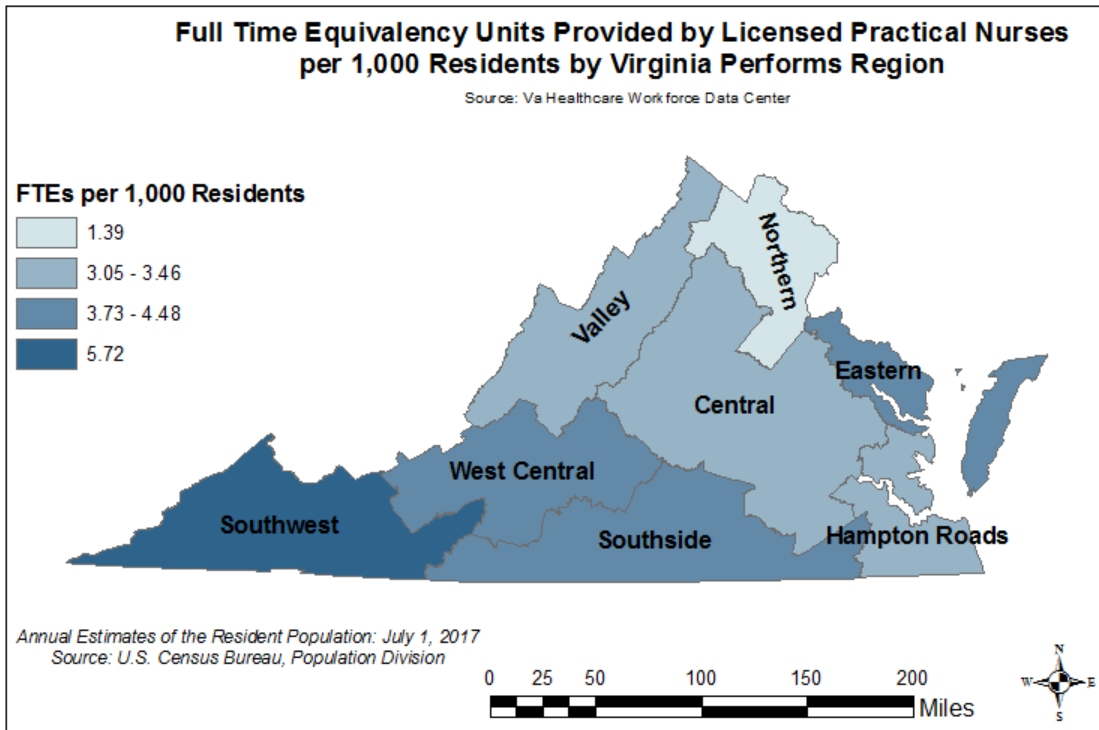 Full Time Equivalency Units Provided by Licensed Practical Nurses
per 1,000 Residents by Virginia Performs Region
Source: Va Healthcare Workforce Data Center
FTEs per 1,000 Residents
1.39
3.05 - 3.46
3.73 - 4.48
5.72
Northern
Valley
Eastern
Central
West Central
Southwest
Southside
Hampton Roads
Annual Estimates of the Resident Population: July 1, 2017
Source: U.S. Census Bureau, Population Division
0 25 50 100 150 200
Miles
N
W E
S